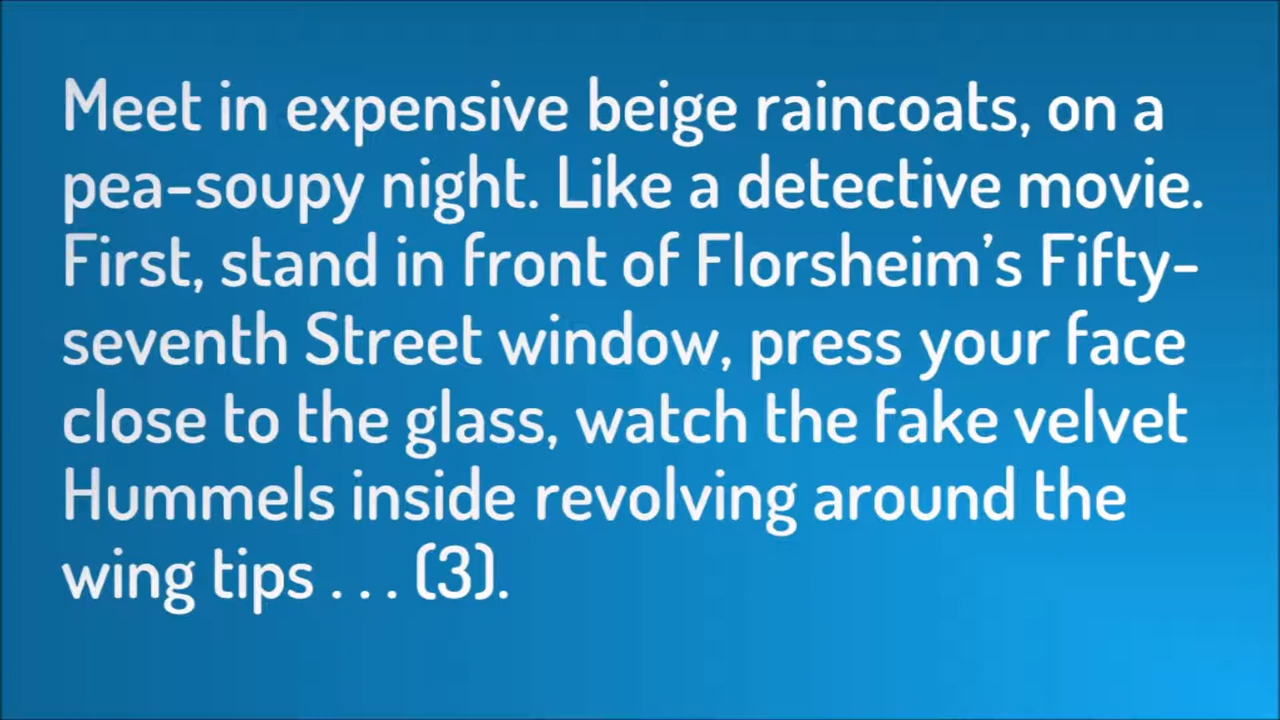 Meet in expensive beige raincoats, on a
pea-soupy night. Like a detective movie.
First, stand in front of Florsheim’s Fifty-
seventh Street window, press your face
close to the glass, watch the fake velvet
Hummels inside revolving around the
wing tips . . . (3).